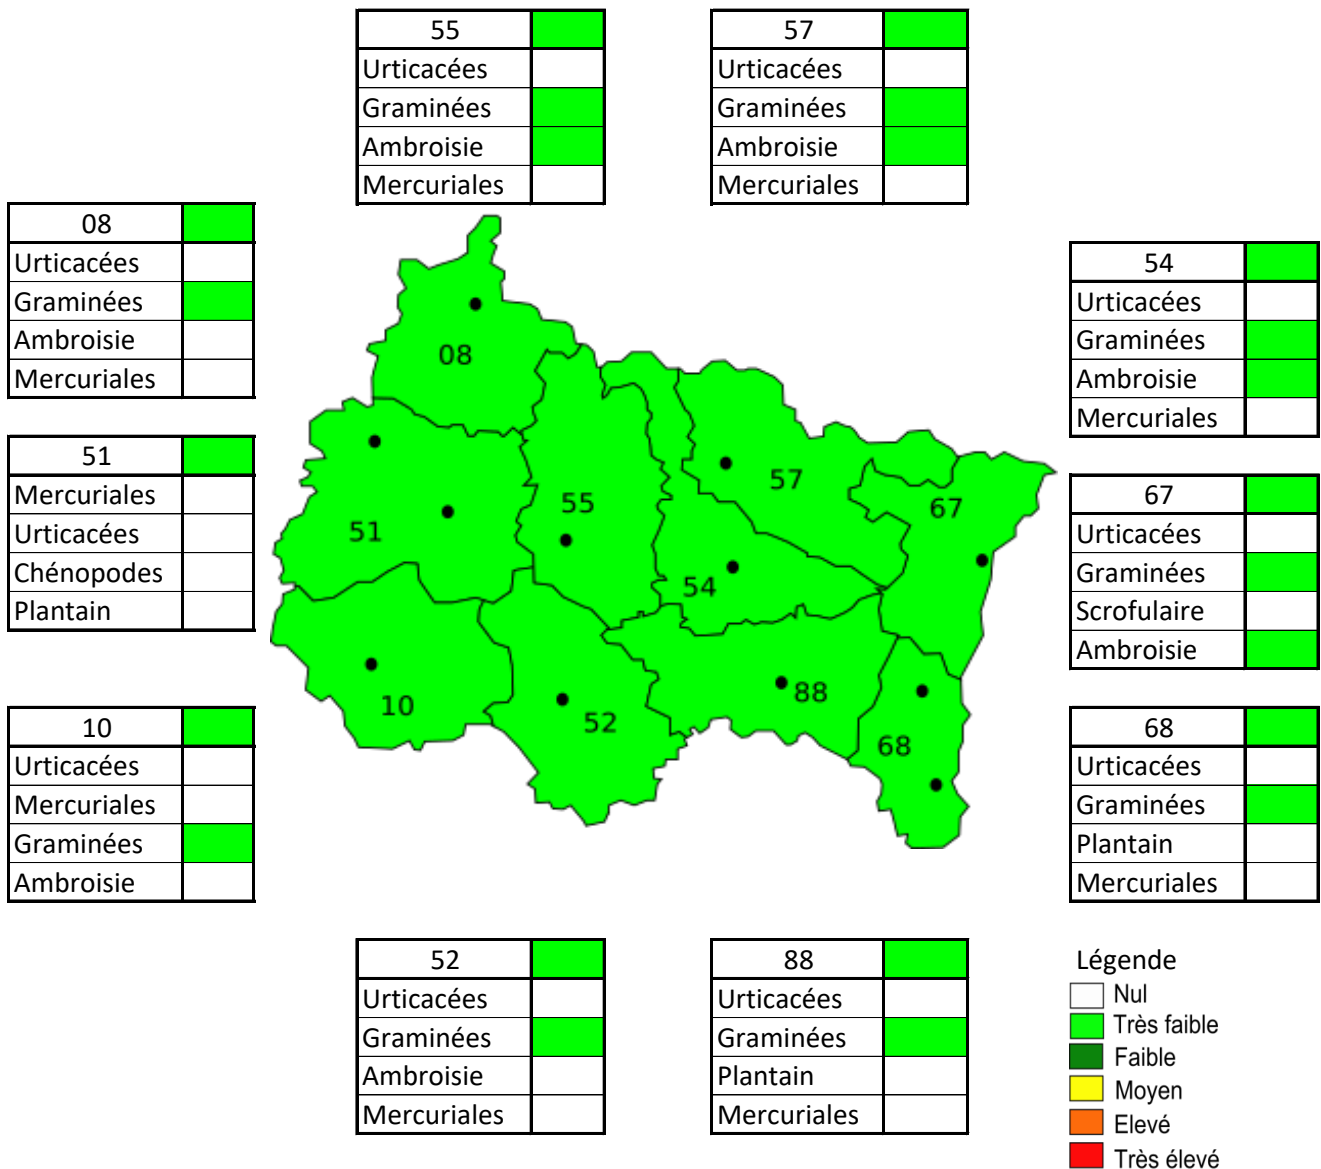 55
Urticacées
Graminées
Ambroisie
Mercuriales
57
Urticacées
Graminées
Ambroisie
Mercuriales
08
Urticacées
Graminées
Ambroisie
Mercuriales
51
Mercuriales
Urticacées
Chénopodes
Plantain
10
Urticacées
Mercuriales
Graminées
Ambroisie
08
57
55
67
51
54
88
10
52
68
54
Urticacées
Graminées
Ambroisie
Mercuriales
67
Urticacées
Graminées
Scrofulaire
Ambroisie
68
Urticacées
Graminées
Plantain
Mercuriales
52
Urticacées
Graminées
Ambroisie
Mercuriales
88
Urticacées
Graminées
Plantain
Mercuriales
Légende
Nul
Très faible
Faible
Moyen
Elevé
Très élevé